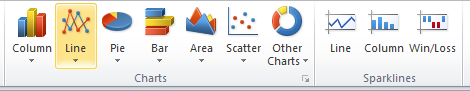 Column Line Pie Bar Area Scatter Other Line Column Win/Loss
Charts
Charts Sparklines